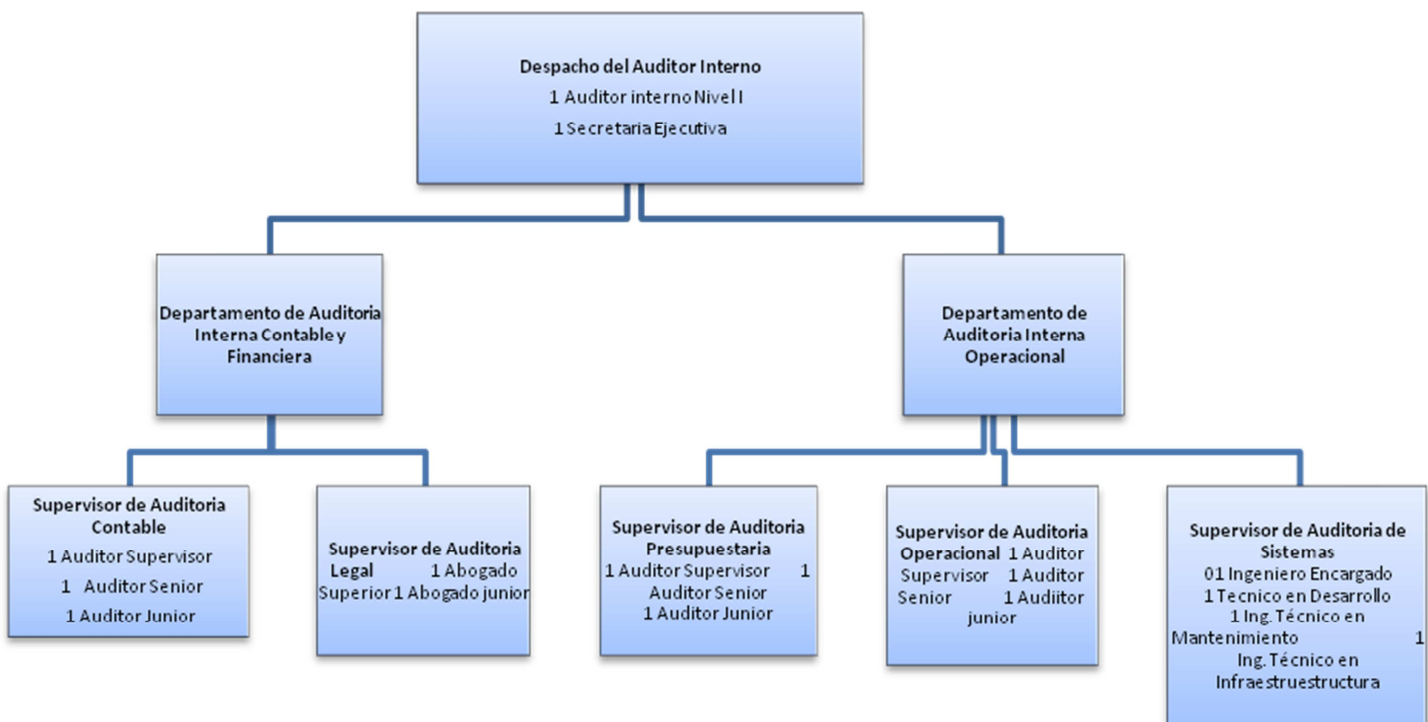 Despacho del Auditor Interno
1 Auditor interno Nivel I
1 Secretaria Ejecutiva
Departamento de Auditoria
Interna Contable y
Financiera
Departamento de
Auditoria Interna
Operacional
Supervisor de Auditoria
Contable
1 Auditor Supervisor
1 Auditor Senior
1 Auditor Junior
Supervisor de Auditoria
Legal 1 Abogado
Superior 1 Abogado junior
Supervisor de Auditoria
Presupuestaria
1 Auditor Supervisor 1
Auditor Senior
1 Auditor Junior
Supervisor de Auditoria
Operacional 1 Auditor
Supervisor 1 Auditor
Senior 1 Audiitor
junior
Supervisor de Auditoria de
Sistemas
01 Ingeniero Encargado
1 Tecnico en Desarrollo
1 Ing. Técnico en
Mantenimiento 1
Ing. Técnico en
Infraestruestructura